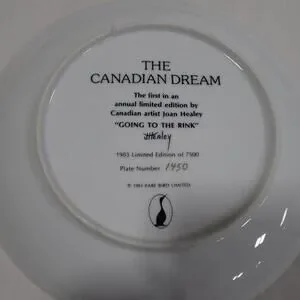 THE
CANADIAN DREAM
The first in an
annual limited edition by
Canadian artist Joan Healey
"GOING TO THE RINK"
JHealey
1983 Limited Edition of 7500
Plate Number 1450
© 1983 RARE BIRD LIMITED